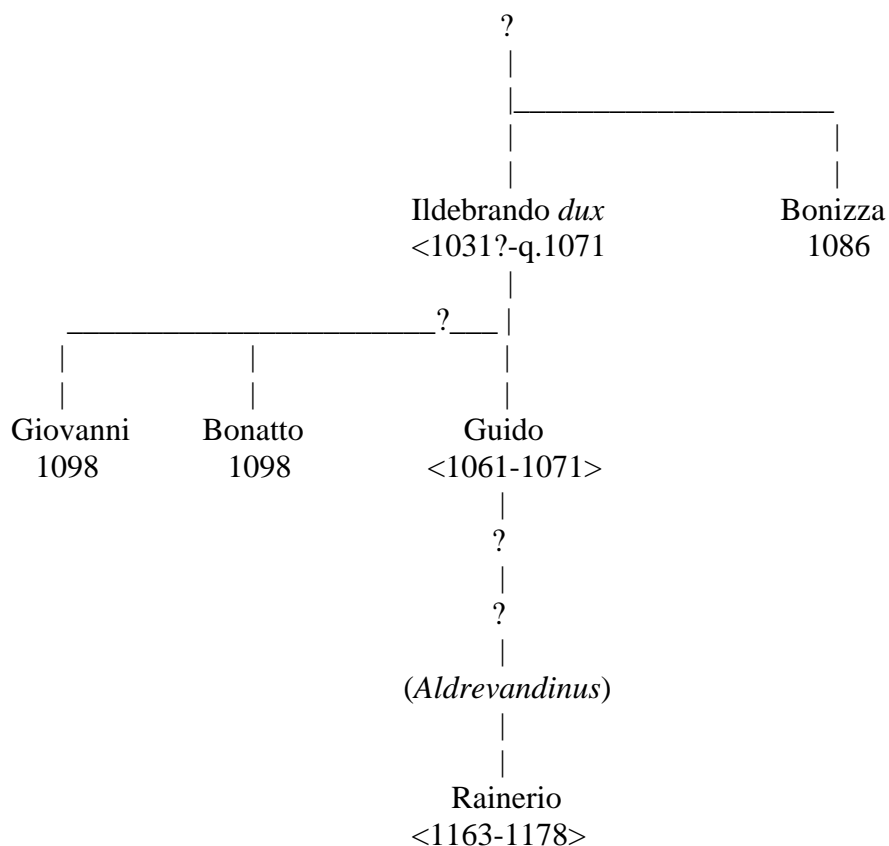 ?
Ildebrando dux Bonizza
<1031?-q.1071 1086
?
Giovanni Bonatto Guido
1098 1098 <1061-1071>
?
?
(Aldrevandinus)
Rainerio
<1163-1178>